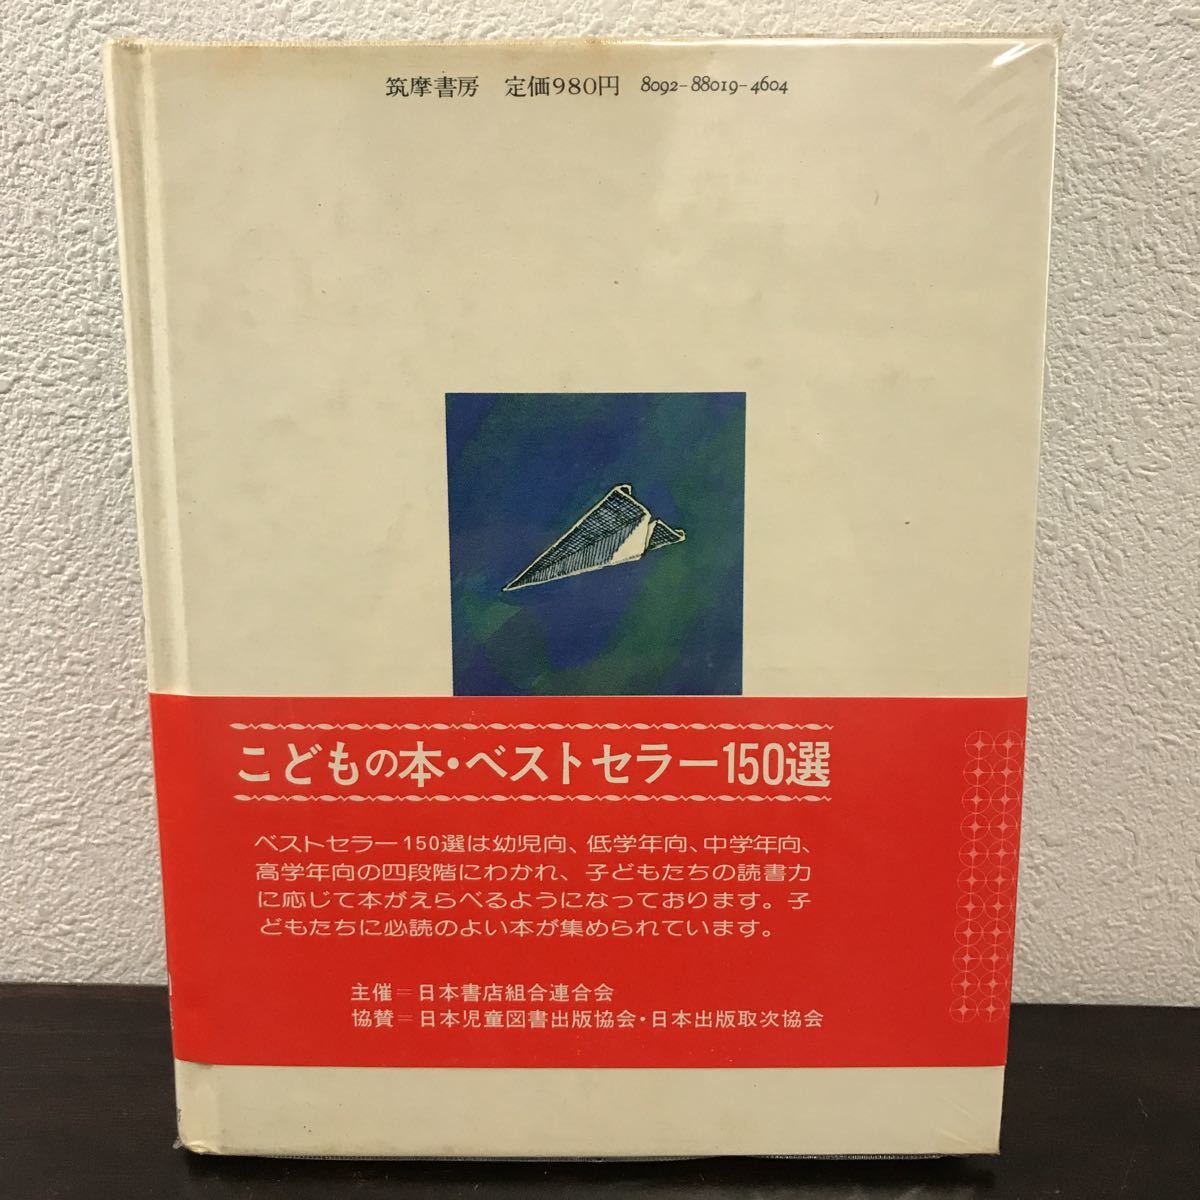 筑摩書房 定価980円 8092-88019-4604
こどもの本・ベストセラー150選
ベストセラー150選は幼児向、低学年向、中学年向、
高学年向の四段階にわかれ、子どもたちの読書力
に応じて本がえらべるようになっております。子
どもたちに必読のよい本が集められています。
主催＝日本書店組合連合会
協賛＝日本児童図書出版協会・日本出版取次協会